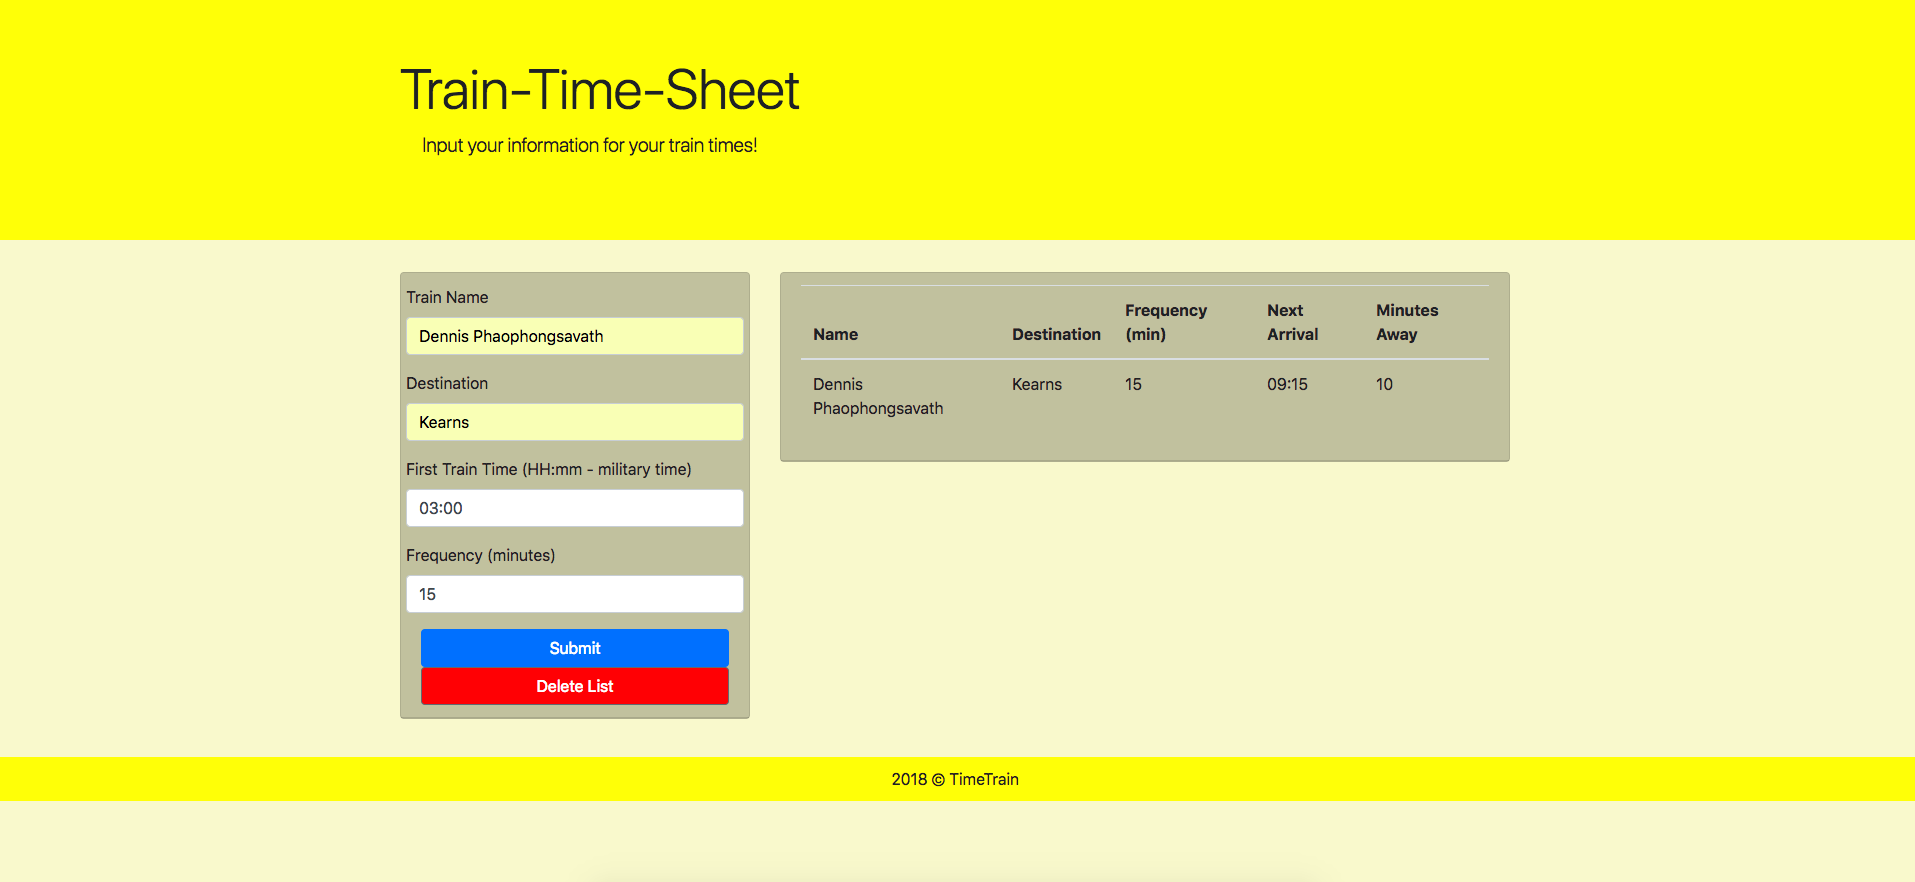 Train-Time-Sheet
Input your information for your train times!
Train Name
Dennis Phaophongsavath
Destination
Kearns
First Train Time (HH:mm - military time)
03:00
Frequency (minutes)
15
Submit
Delete List
Name Destination Frequency (min) Next Arrival Minutes Away
Dennis Phaophongsavath Kearns 15 09:15 10
2018 © TimeTrain